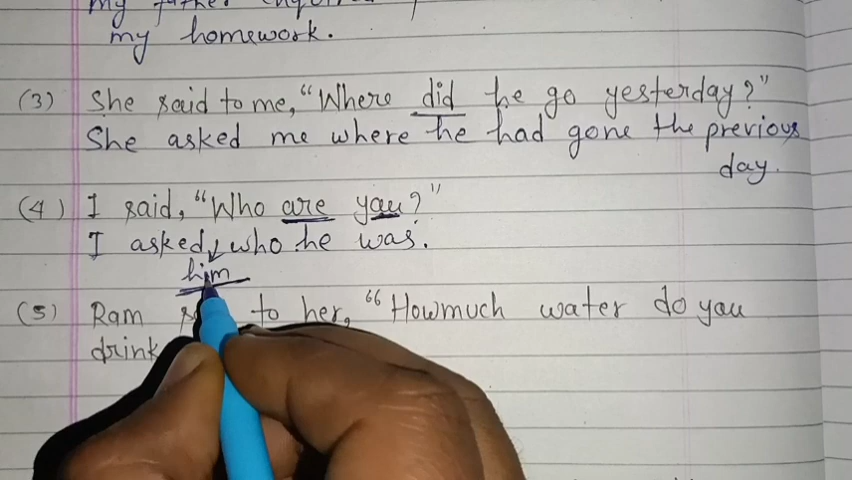 my father
my homework.
(3) She said to me, "Where did he go yesterday?"
She asked me where he had gone the previous
day.
(4) I said, "Who are you?"
I asked who he was.
him
(5) Ram to her, "Howmuch water do you
drink